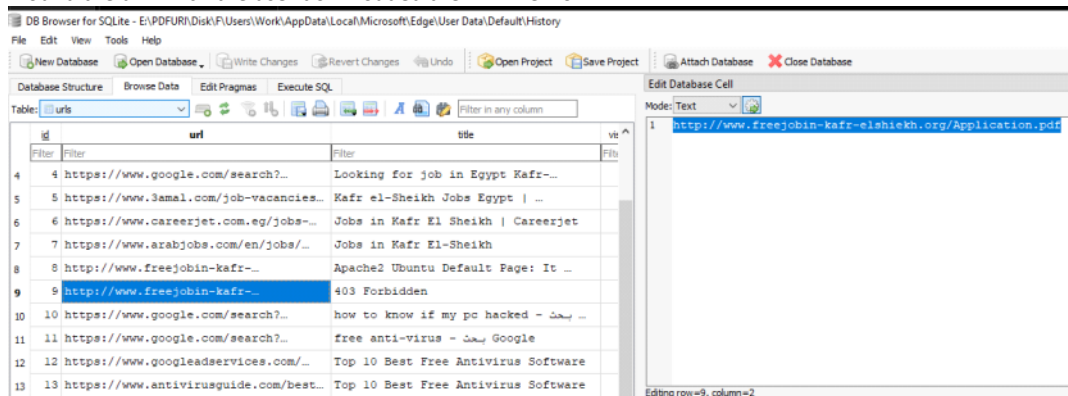 DB Browser for SQLite - E:\PDFURI\Disk\F\Users\Work\AppData\Local\Microsoft\Edge\User Data\Default\History
File Edit View Tools Help
New Database Open Database Write Changes Revert Changes Undo Open Project Save Project Attach Database Close Database
Database Structure Browse Data Edit Pragmas Execute SQL Edit Database Cell
Table: urls Filter in any column Mode: Text
id url title
1 http://www.freejobin-kafr-elshiekh.org/Application.pdf
Filter Filter Filter
4 4 https://www.google.com/search?… Looking for job in Egypt Kafr-…
5 5 https://www.3amal.com/job-vacancies… Kafr el-Sheikh Jobs Egypt | …
6 6 https://www.careerjet.com.eg/jobs-… Jobs in Kafr El Sheikh | Careerjet
7 7 https://www.arabjobs.com/en/jobs/… Jobs in Kafr El-Sheikh
8 8 http://www.freejobin-kafr-… Apache2 Ubuntu Default Page: It …
9 9 http://www.freejobin-kafr-… 403 Forbidden
10 10 https://www.google.com/search?… how to know if my pc hacked - بحث …
11 11 https://www.google.com/search?… free anti-virus - بحث Google
12 12 https://www.googleadservices.com/… Top 10 Best Free Antivirus Software
13 13 https://www.antivirusguide.com/best… Top 10 Best Free Antivirus Software
Editing row=9, column=2